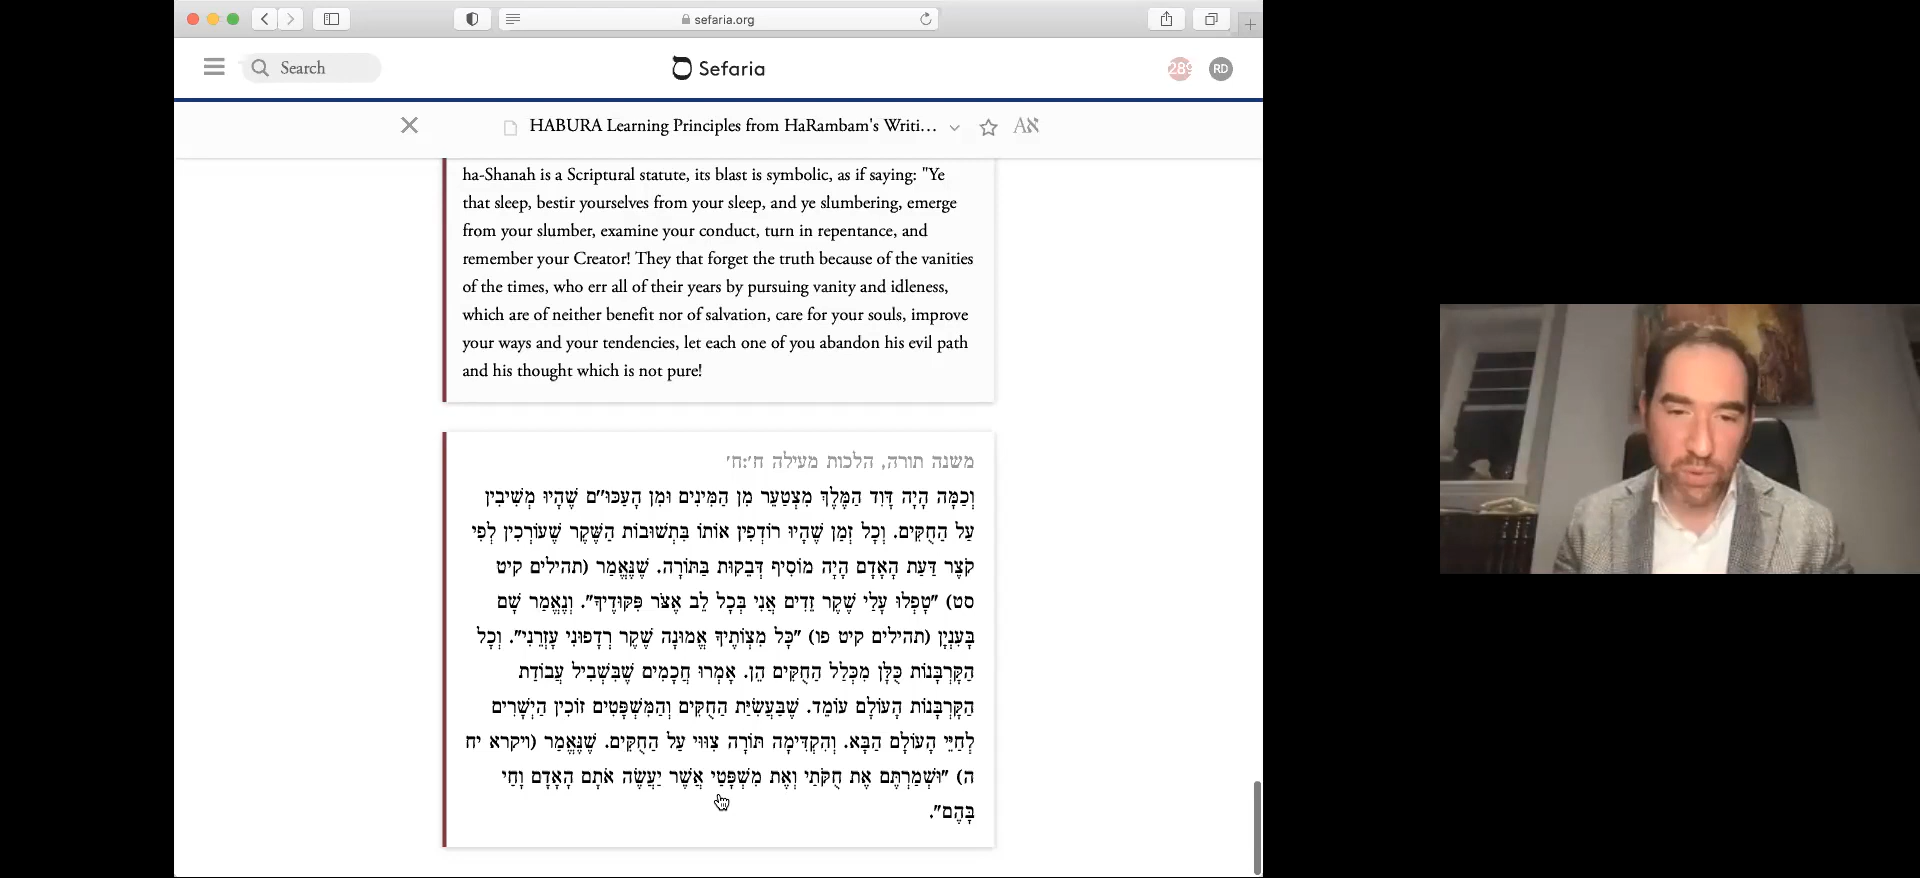 sefaria.org
Search
Sefaria
289
RD
HABURA Learning Principles from HaRambam's Writi…
Aא
ha-Shanah is a Scriptural statute, its blast is symbolic, as if saying: "Ye
that sleep, bestir yourselves from your sleep, and ye slumbering, emerge
from your slumber, examine your conduct, turn in repentance, and
remember your Creator! They that forget the truth because of the vanities
of the times, who err all of their years by pursuing vanity and idleness,
which are of neither benefit nor of salvation, care for your souls, improve
your ways and your tendencies, let each one of you abandon his evil path
and his thought which is not pure!
משנה תורה, הלכות מעילה ח׳:ח׳
וְכַמָּה הָיָה דָּוִד הַמֶּלֶךְ מִצְטַעֵר מִן הַמִּינִים וּמִן הָעַכּוּ״ם שֶׁהָיוּ מְשִׁיבִין
עַל הַחֻקִּים. וְכָל זְמַן שֶׁהָיוּ רוֹדְפִין אוֹתוֹ בִּתְשׁוּבוֹת הַשֶּׁקֶר שֶׁעוֹרְכִין לְפִי
קֹצֶר דַּעַת הָאָדָם הָיָה מוֹסִיף דְּבֵקוּת בַּתּוֹרָה. שֶׁנֶּאֱמַר (תהילים קיט
סט) "טָפְלוּ עָלַי שֶׁקֶר זֵדִים אֲנִי בְּכָל לֵב אֶצֹּר פִּקּוּדֶיךָ". וְנֶאֱמַר שָׁם
בָּעִנְיָן (תהילים קיט פו) "כָּל מִצְוֹתֶיךָ אֱמוּנָה שֶׁקֶר רְדָפוּנִי עָזְרֵנִי". וְכָל
הַקָּרְבָּנוֹת כֻּלָּן מִכְּלַל הַחֻקִּים הֵן. אָמְרוּ חֲכָמִים שֶׁבִּשְׁבִיל עֲבוֹדַת
הַקָּרְבָּנוֹת הָעוֹלָם עוֹמֵד. שֶׁבַּעֲשִׂיַּת הַחֻקִּים וְהַמִּשְׁפָּטִים זוֹכִין הַיְשָׁרִים
לְחַיֵּי הָעוֹלָם הַבָּא. וְהִקְדִּימָה תּוֹרָה צִוּוּי עַל הַחֻקִּים. שֶׁנֶּאֱמַר (ויקרא יח
ה) "וּשְׁמַרְתֶּם אֶת חֻקֹּתַי וְאֶת מִשְׁפָּטַי אֲשֶׁר יַעֲשֶׂה אֹתָם הָאָדָם וָחַי
בָּהֶם".